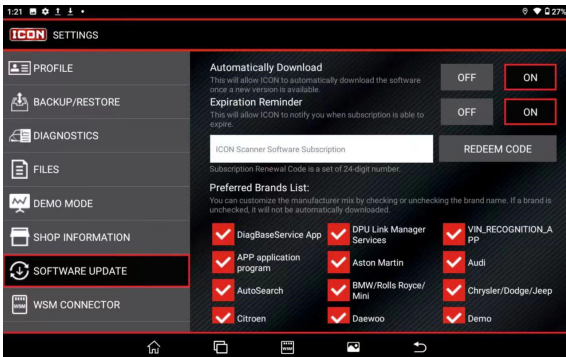 1:21
27%
ICON SETTINGS
PROFILE
BACKUP/RESTORE
DIAGNOSTICS
FILES
DEMO MODE
SHOP INFORMATION
SOFTWARE UPDATE
WSM CONNECTOR
Automatically Download
This will allow ICON to automatically download the software
once a new version is available.
OFF
ON
Expiration Reminder
This will allow ICON to notify you when subscription is able to
expire.
OFF
ON
ICON Scanner Software Subscription
REDEEM CODE
Subscription Renewal Code is a set of 24-digit number.
Preferred Brands List:
You can customize the manufacturer mix by checking or unchecking the brand name. If a brand is
unchecked, it will not be automatically downloaded.
DiagBaseService App
DPU Link Manager
Services
VIN_RECOGNITION_A
PP
APP application
program
Aston Martin
Audi
AutoSearch
BMW/Rolls Royce/
Mini
Chrysler/Dodge/Jeep
Citroen
Daewoo
Demo